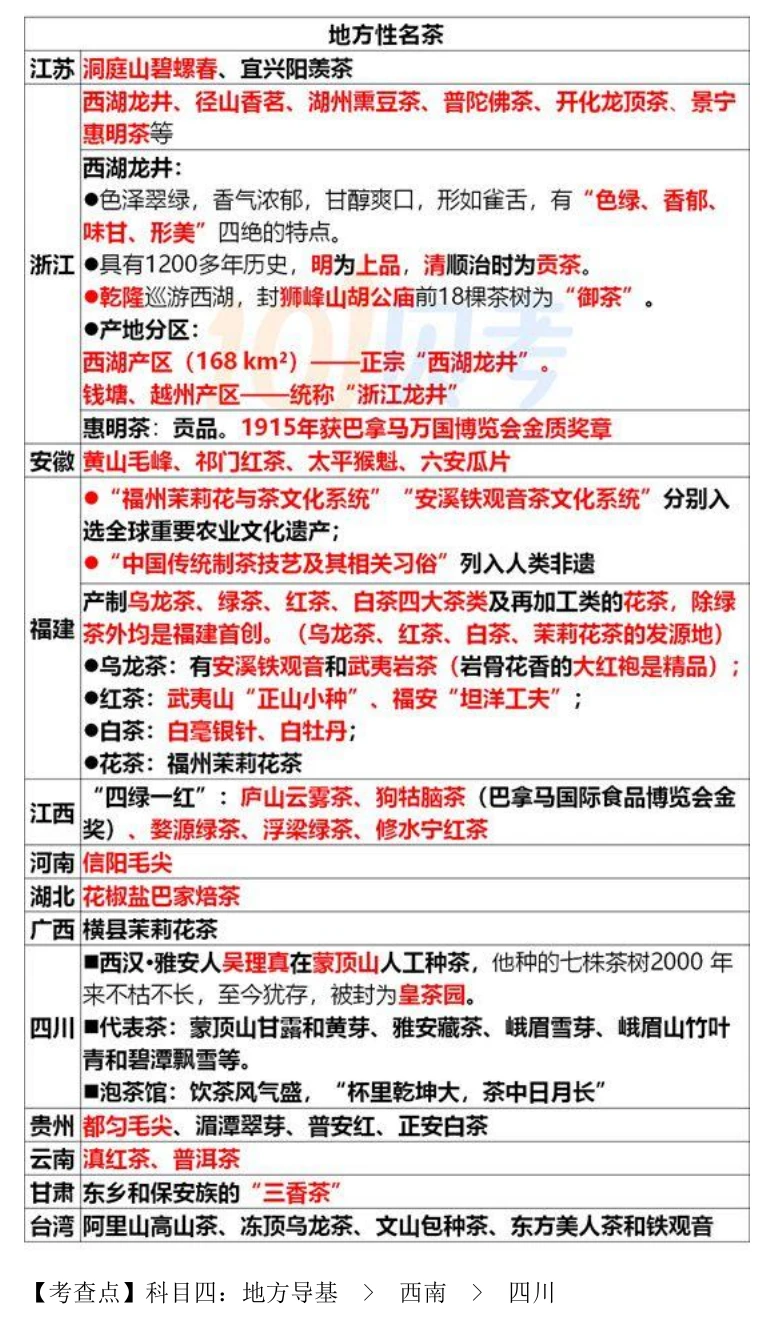 地方性名茶
江苏 洞庭山碧螺春、宜兴阳羡茶
西湖龙井、径山香茗、湖州熏豆茶、普陀佛茶、开化龙顶茶、景宁
惠明茶等
西湖龙井：
●色泽翠绿，香气浓郁，甘醇爽口，形如雀舌，有“色绿、香郁、
味甘、形美”四绝的特点。
浙江 ●具有1200多年历史，明为上品，清顺治时为贡茶。
●乾隆巡游西湖，封狮峰山胡公庙前18棵茶树为“御茶”。
●产地分区：
西湖产区（168 km²）——正宗“西湖龙井”。
钱塘、越州产区——统称“浙江龙井”
惠明茶：贡品。1915年获巴拿马万国博览会金质奖章
安徽 黄山毛峰、祁门红茶、太平猴魁、六安瓜片
●“福州茉莉花与茶文化系统”“安溪铁观音茶文化系统”分别入
选全球重要农业文化遗产；
●“中国传统制茶技艺及其相关习俗”列入人类非遗
产制乌龙茶、绿茶、红茶、白茶四大茶类及再加工类的花茶，除绿
福建 茶外均是福建首创。（乌龙茶、红茶、白茶、茉莉花茶的发源地）
●乌龙茶：有安溪铁观音和武夷岩茶（岩骨花香的大红袍是精品）；
●红茶：武夷山“正山小种”、福安“坦洋工夫”；
●白茶：白毫银针、白牡丹；
●花茶：福州茉莉花茶
“四绿一红”：庐山云雾茶、狗牯脑茶（巴拿马国际食品博览会金
江西 奖）、婺源绿茶、浮梁绿茶、修水宁红茶
河南 信阳毛尖
湖北 花椒盐巴家焙茶
广西 横县茉莉花茶
■西汉·雅安人吴理真在蒙顶山人工种茶，他种的七株茶树2000 年
来不枯不长，至今犹存，被封为皇茶园。
四川 ■代表茶：蒙顶山甘露和黄芽、雅安藏茶、峨眉雪芽、峨眉山竹叶
青和碧潭飘雪等。
■泡茶馆：饮茶风气盛，“杯里乾坤大，茶中日月长”
贵州 都匀毛尖、湄潭翠芽、普安红、正安白茶
云南 滇红茶、普洱茶
甘肃 东乡和保安族的“三香茶”
台湾 阿里山高山茶、冻顶乌龙茶、文山包种茶、东方美人茶和铁观音
【考查点】科目四：地方导基 > 西南 > 四川